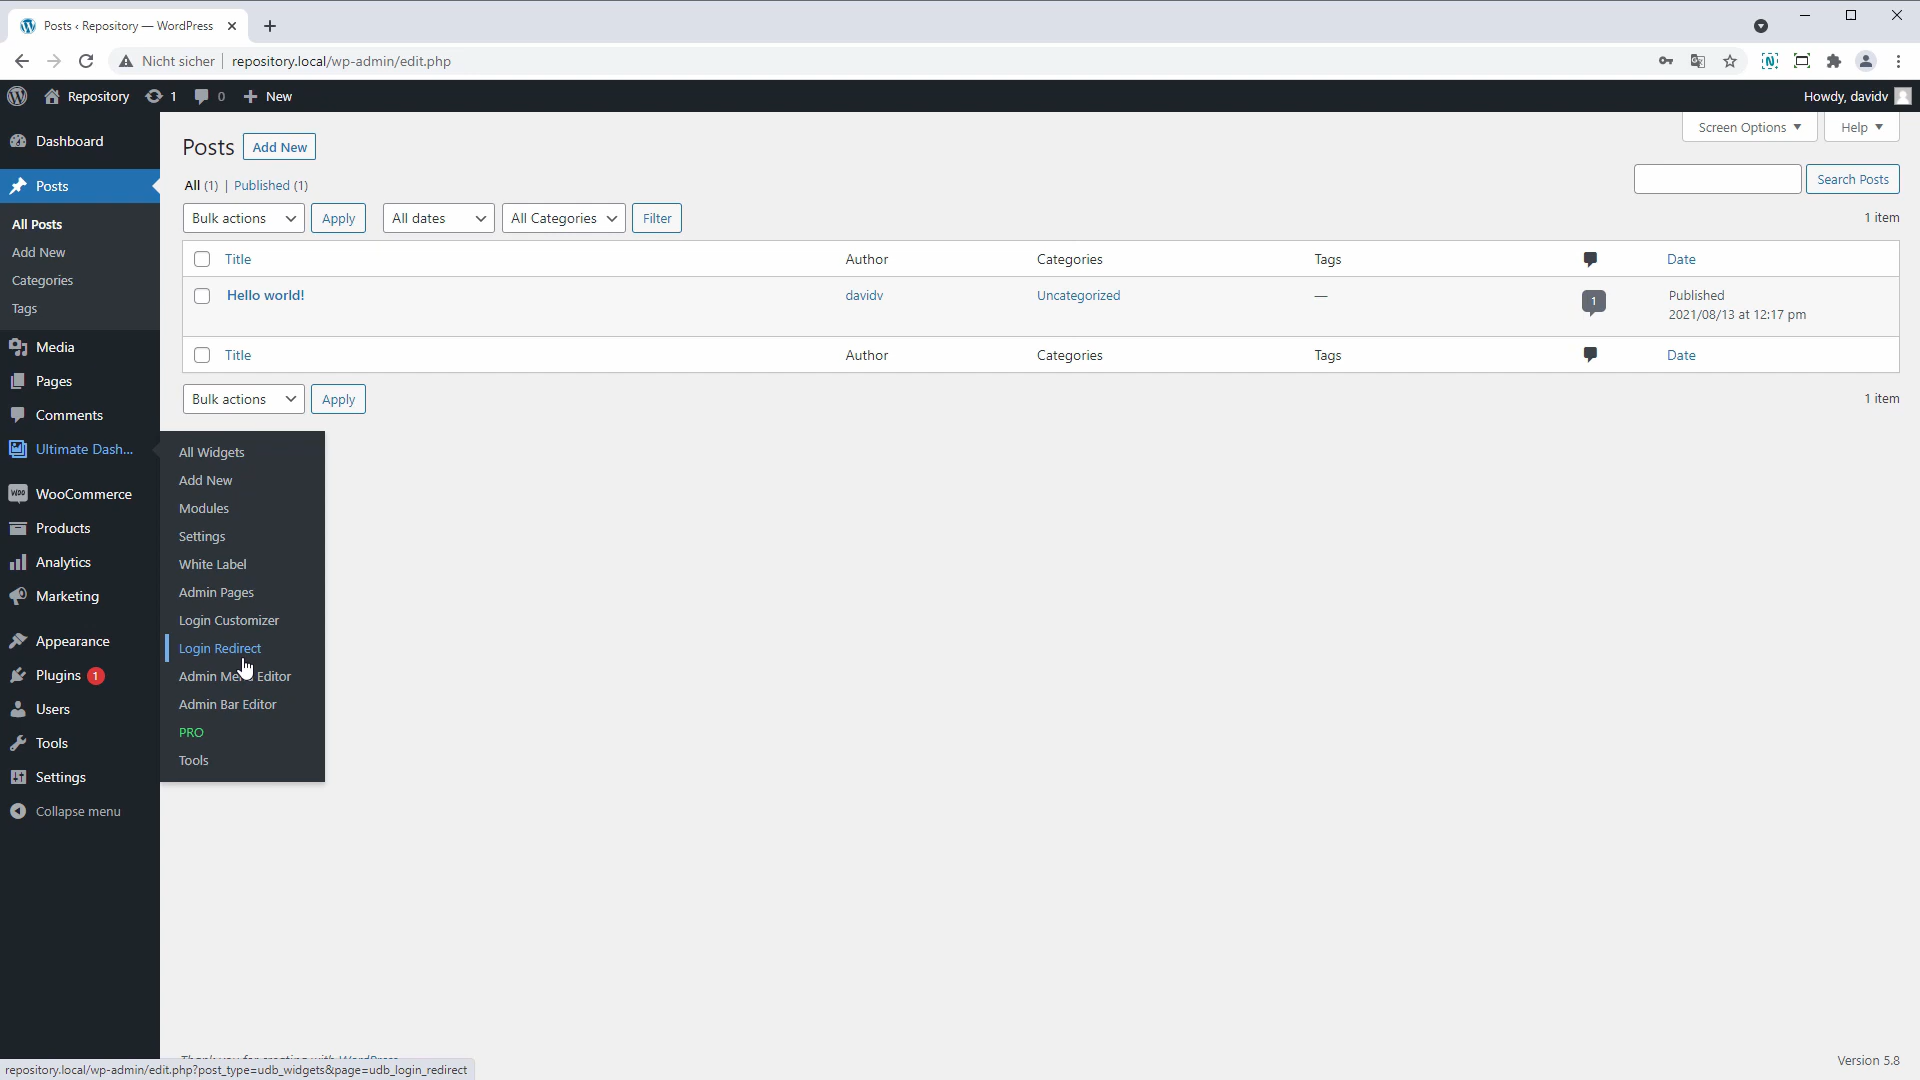 Posts ‹ Repository — WordPress
Nicht sicher repository.local/wp-admin/edit.php
Repository 1 0 New Howdy, davidv
Screen Options Help
Dashboard
Posts
All Posts
Add New
Categories
Tags
Media
Pages
Comments
Ultimate Dash...
WooCommerce
Products
Analytics
Marketing
Appearance
Plugins 1
Users
Tools
Settings
Collapse menu
Posts Add New
All (1) | Published (1)
Search Posts
Bulk actions Apply All dates All Categories Filter 1 item
Title Author Categories Tags Date
Hello world! davidv Uncategorized — 1 Published
2021/08/13 at 12:17 pm
Title Author Categories Tags Date
Bulk actions Apply 1 item
All Widgets
Add New
Modules
Settings
White Label
Admin Pages
Login Customizer
Login Redirect
Admin Menu Editor
Admin Bar Editor
PRO
Tools
Version 5.8
repository.local/wp-admin/edit.php?post_type=udb_widgets&page=udb_login_redirect